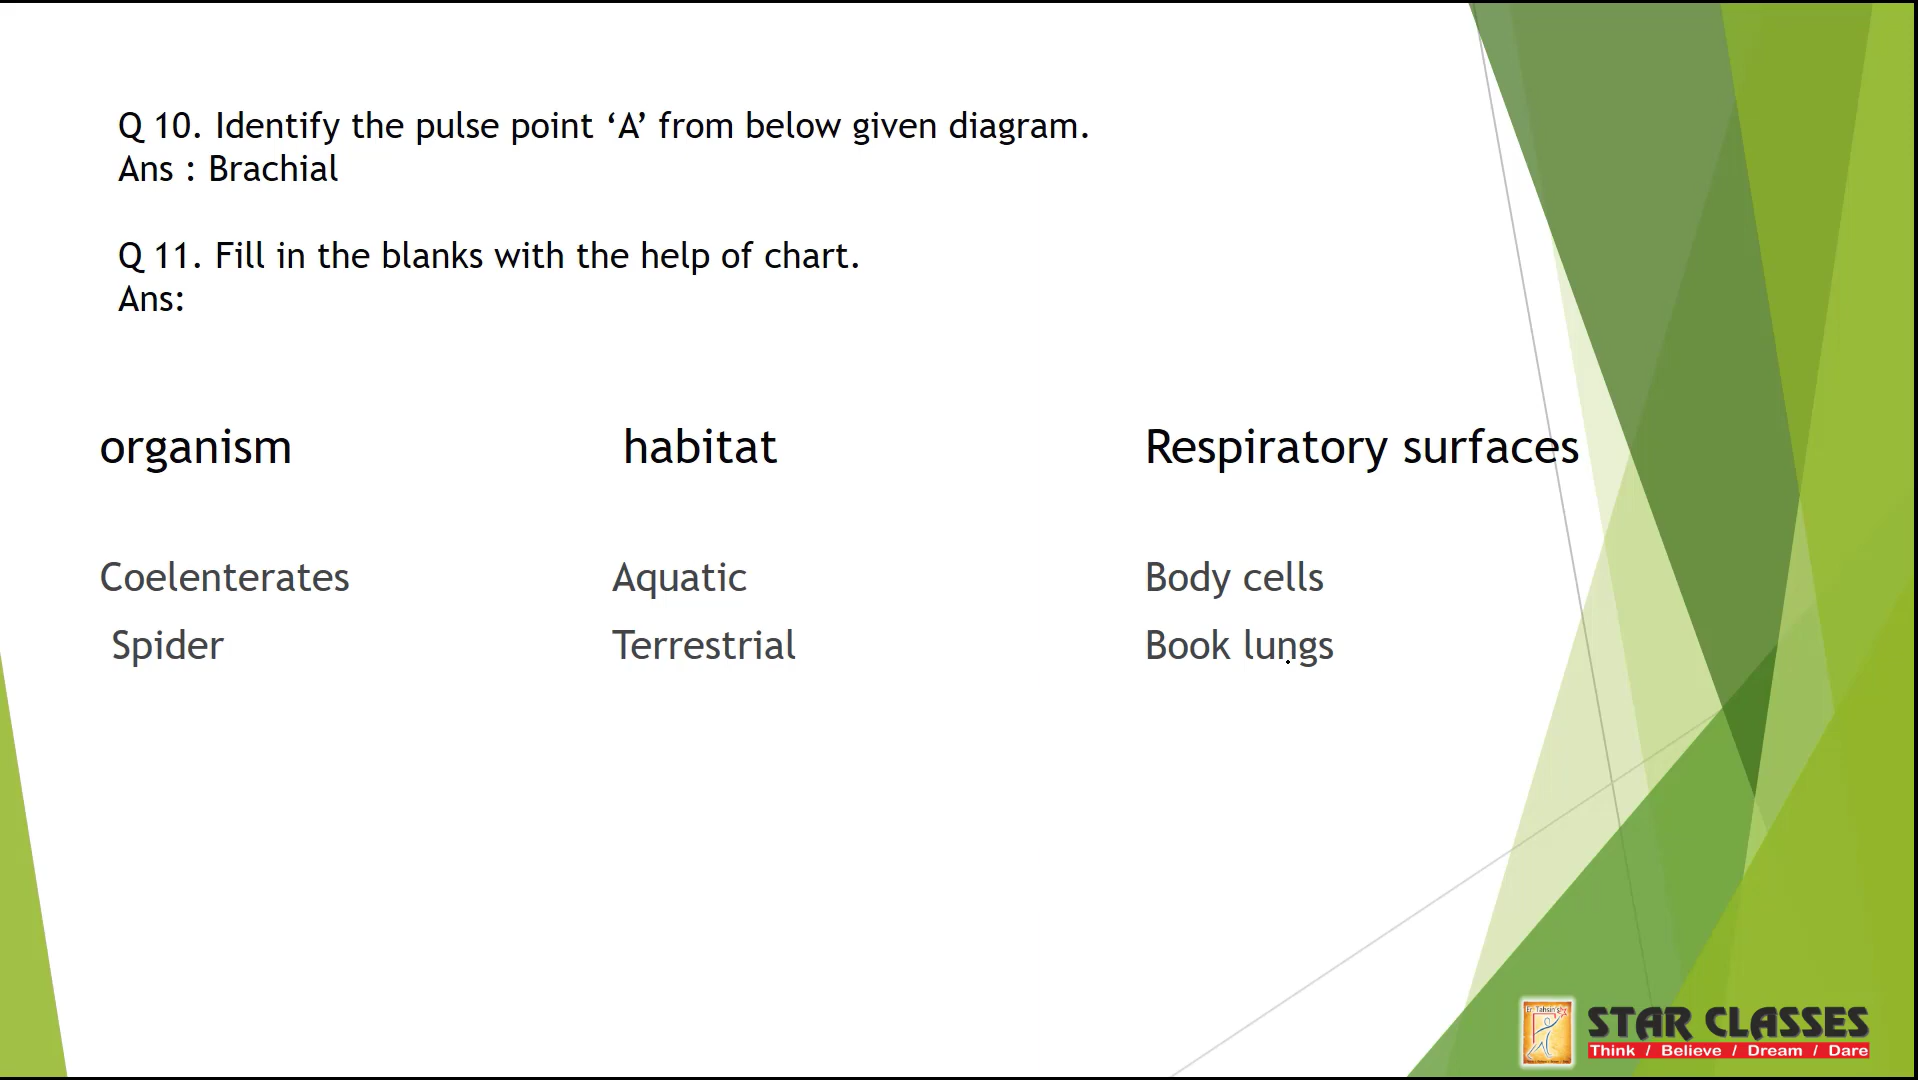 Q 10. Identify the pulse point ‘A’ from below given diagram.
Ans : Brachial
Q 11. Fill in the blanks with the help of chart.
Ans:
organism habitat Respiratory surfaces
Coelenterates Aquatic Body cells
Spider Terrestrial Book lungs
STAR CLASSES
Think / Believe / Dream / Dare